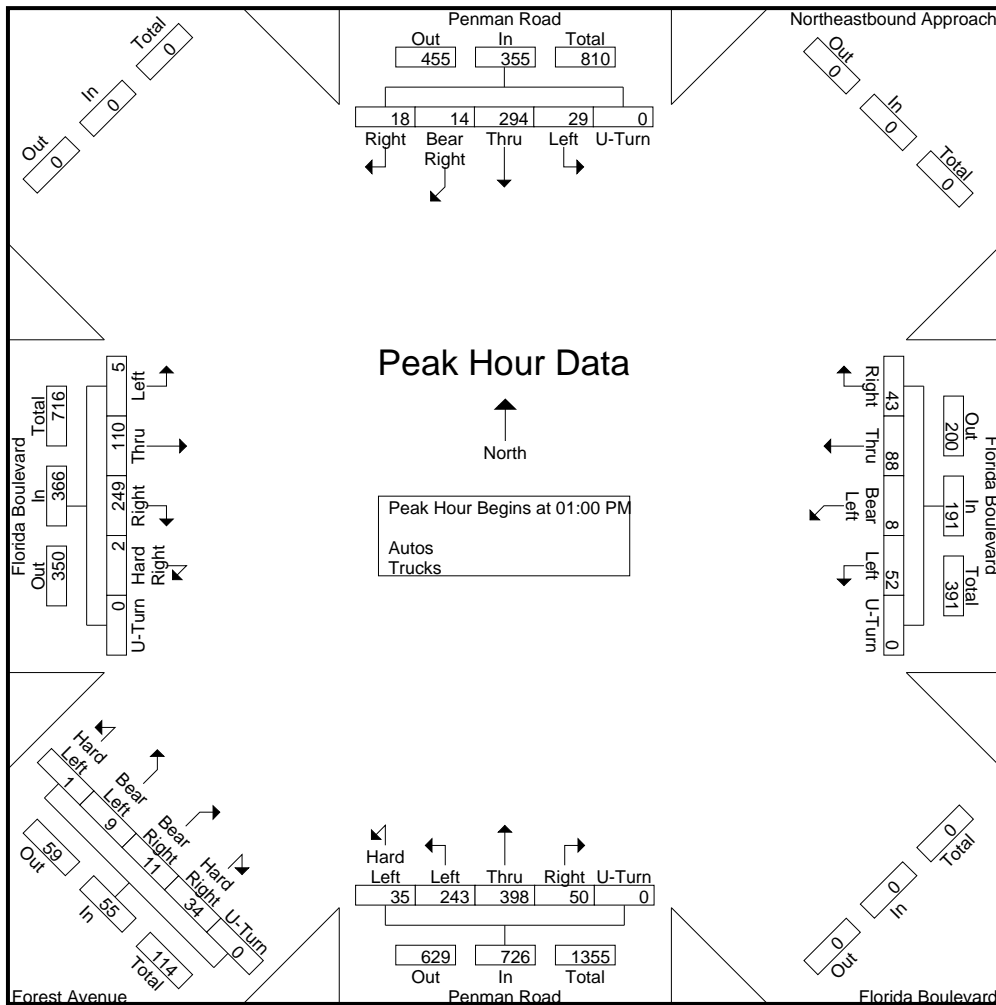 Penman Road
Out In Total
455 355 810
18 14 294 29 0
Right Bear Right Thru Left U-Turn
Northeastbound Approach
Out In Total
0 0 0
Total In Out
0 0 0
Peak Hour Data
North
Peak Hour Begins at 01:00 PM
Autos
Trucks
Florida Boulevard
Total In Out
716 366 350
5 110 249 2 0
Left Thru Right Hard Right U-Turn
Right Thru Bear Left Left U-Turn
43 88 8 52 0
Out In Total
200 191 391
Florida Boulevard
Hard Left Bear Left Bear Right Hard Right U-Turn
1 9 11 34 0
59 55 114
Out In Total
Forest Avenue
Hard Left Left Thru Right U-Turn
35 243 398 50 0
629 726 1355
Out In Total
Penman Road
0 0 0
Out In Total
Florida Boulevard